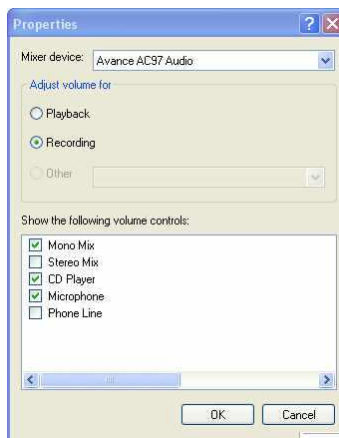 Properties
Mixer device: Avance AC97 Audio
Adjust volume for
Playback
Recording
Other
Show the following volume controls:
Mono Mix
Stereo Mix
CD Player
Microphone
Phone Line
OK Cancel